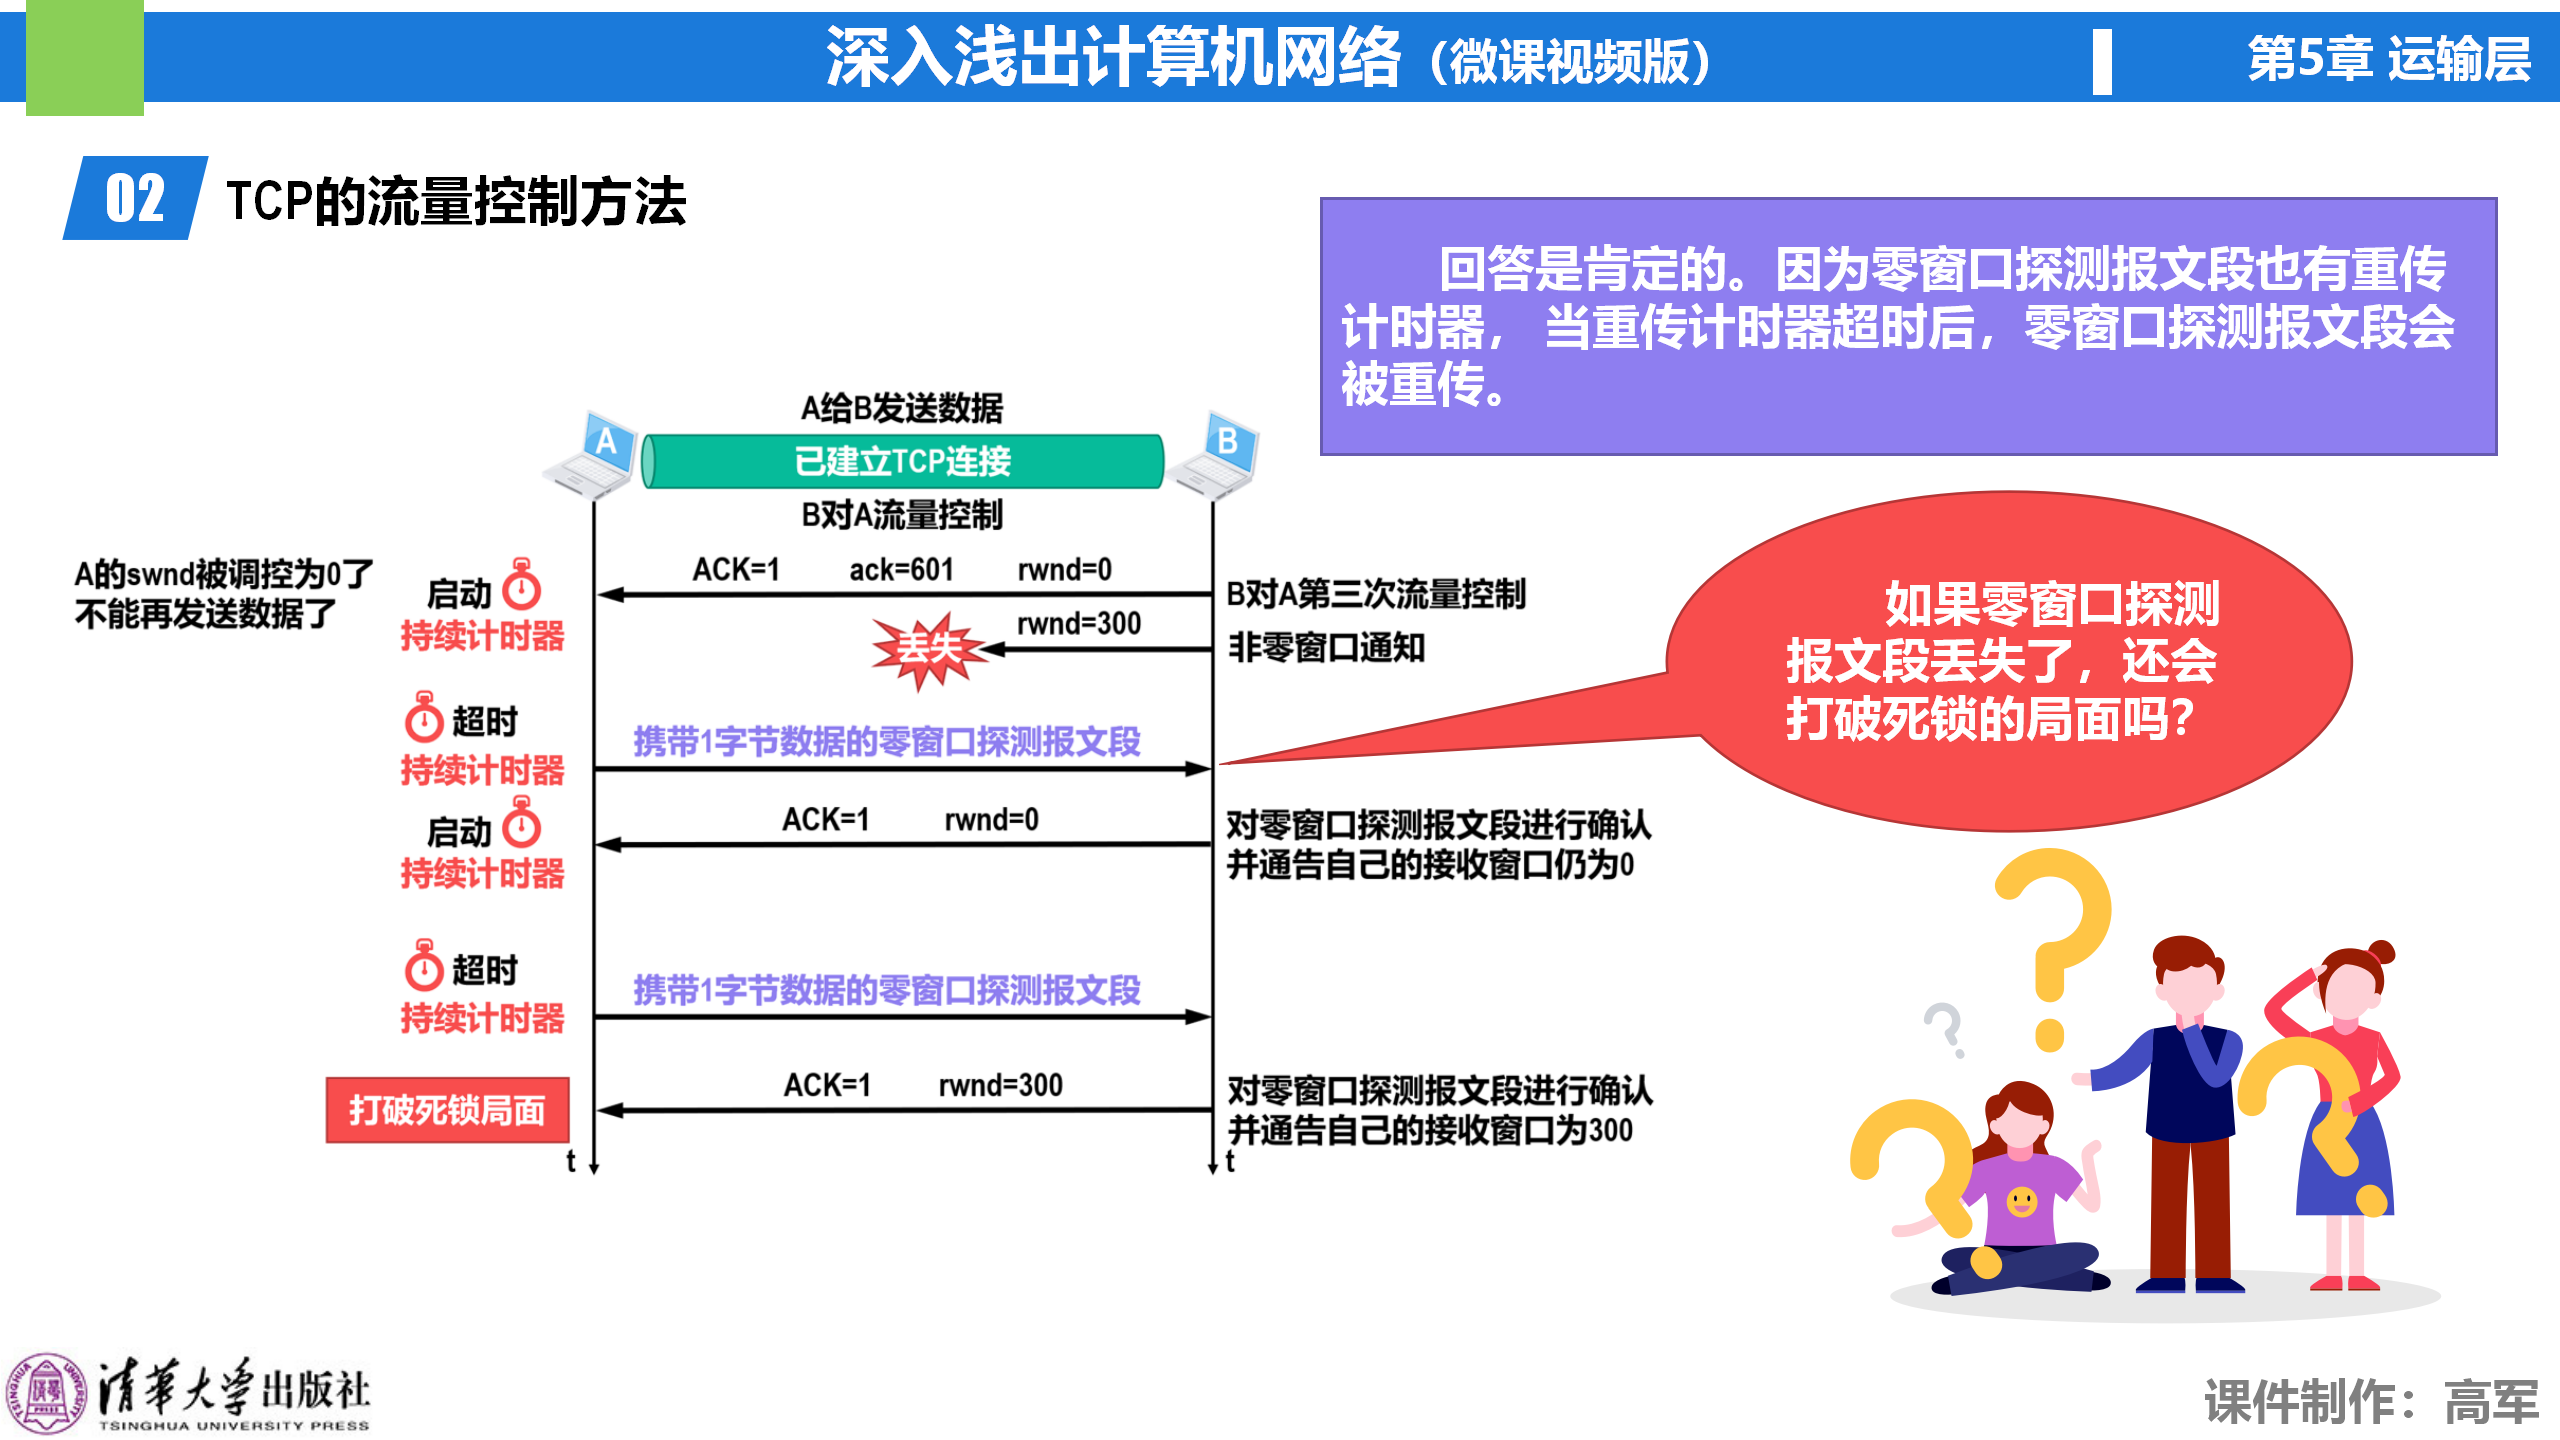 深入浅出计算机网络（微课视频版）
第5章 运输层
02
TCP的流量控制方法
回答是肯定的。因为零窗口探测报文段也有重传
计时器， 当重传计时器超时后，零窗口探测报文段会
被重传。
A给B发送数据
A
已建立TCP连接
B
B对A流量控制
A的swnd被调控为0了
不能再发送数据了
启动
持续计时器
ACK=1 ack=601 rwnd=0
B对A第三次流量控制
丢失
rwnd=300
非零窗口通知
如果零窗口探测
报文段丢失了，还会
打破死锁的局面吗？
超时
持续计时器
携带1字节数据的零窗口探测报文段
启动
持续计时器
ACK=1 rwnd=0
对零窗口探测报文段进行确认
并通告自己的接收窗口仍为0
超时
持续计时器
携带1字节数据的零窗口探测报文段
打破死锁局面
ACK=1 rwnd=300
对零窗口探测报文段进行确认
并通告自己的接收窗口为300
t
t
清华大学出版社
TSINGHUA UNIVERSITY PRESS
课件制作：高军